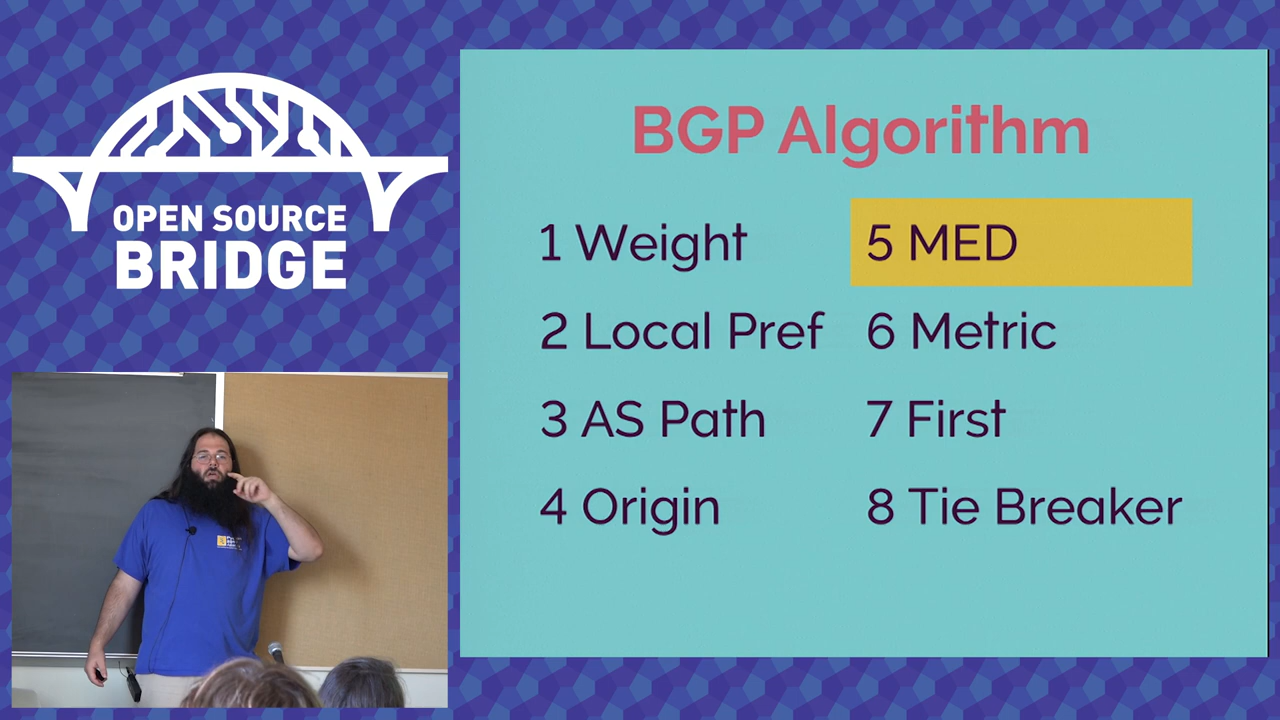 OPEN SOURCE
BRIDGE
BGP Algorithm
1 Weight
2 Local Pref
3 AS Path
4 Origin
5 MED
6 Metric
7 First
8 Tie Breaker